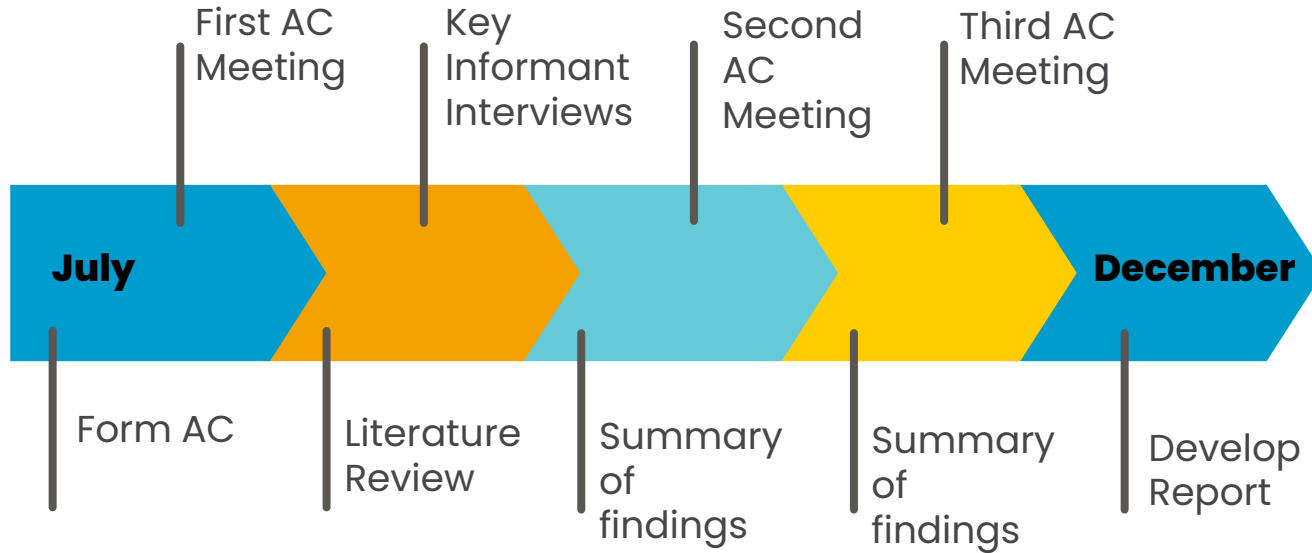 First AC
Meeting
Key
Informant
Interviews
Second
AC
Meeting
Third AC
Meeting
July
December
Form AC
Literature
Review
Summary
of
findings
Summary
of
findings
Develop
Report